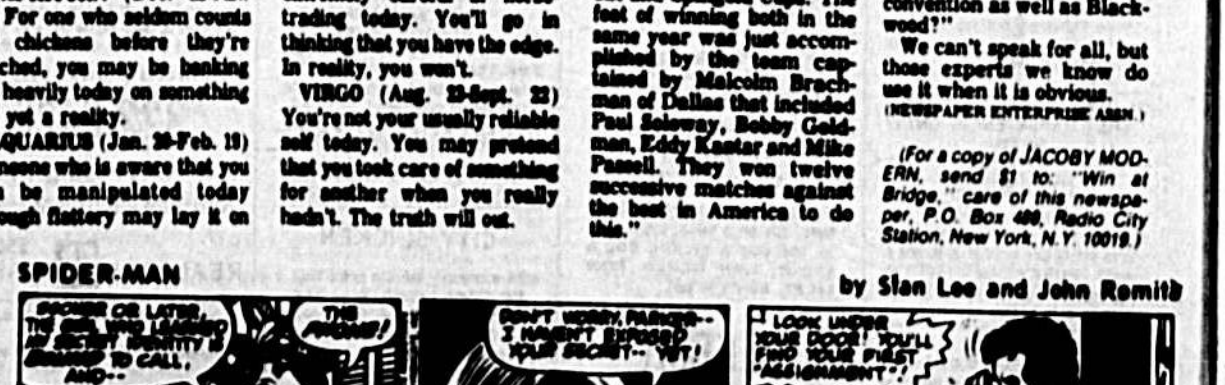 For one who seldom counts
chickens before they're
ched, you may be banking
heavily today on something
yet a reality.
QUARIUS (Jan. 20-Feb. 19)
meone who is aware that you
be manipulated today
ough flattery may lay it on
trading today. You'll go in
thinking that you have the edge.
In reality, you won't.
VIRGO (Aug. 23-Sept. 22)
You're not your usually reliable
self today. You may pretend
that you took care of something
for another when you really
hadn't. The truth will out.
feat of winning both in the
same year was just accom-
plished by the team cap-
tained by Malcolm Brach-
man of Dallas that included
Paul Soloway, Bobby Gold-
man, Eddy Kantar and Mike
Passell. They won twelve
successive matches against
the best in America to do
this."
convention as well as Black-
wood?"
We can't speak for all, but
those experts we know do
use it when it is obvious.
(NEWSPAPER ENTERPRISE ASSN.)
(For a copy of JACOBY MOD-
ERN, send $1 to: "Win at
Bridge," care of this newspa-
per, P.O. Box 489, Radio City
Station, New York, N.Y. 10019.)
SPIDER-MAN
by Stan Lee and John Romita
SOONER OR LATER,
THE GIRL WHO LEARNED
MY SECRET IDENTITY IS
BOUND TO CALL,
AND--
THE
PHONE!
DON'T WORRY, PARKER--
I HAVEN'T EXPOSED
YOUR SECRET-- YET!
LOOK UNDER
YOUR DOOR! YOU'LL
FIND YOUR FIRST
"ASSIGNMENT"!